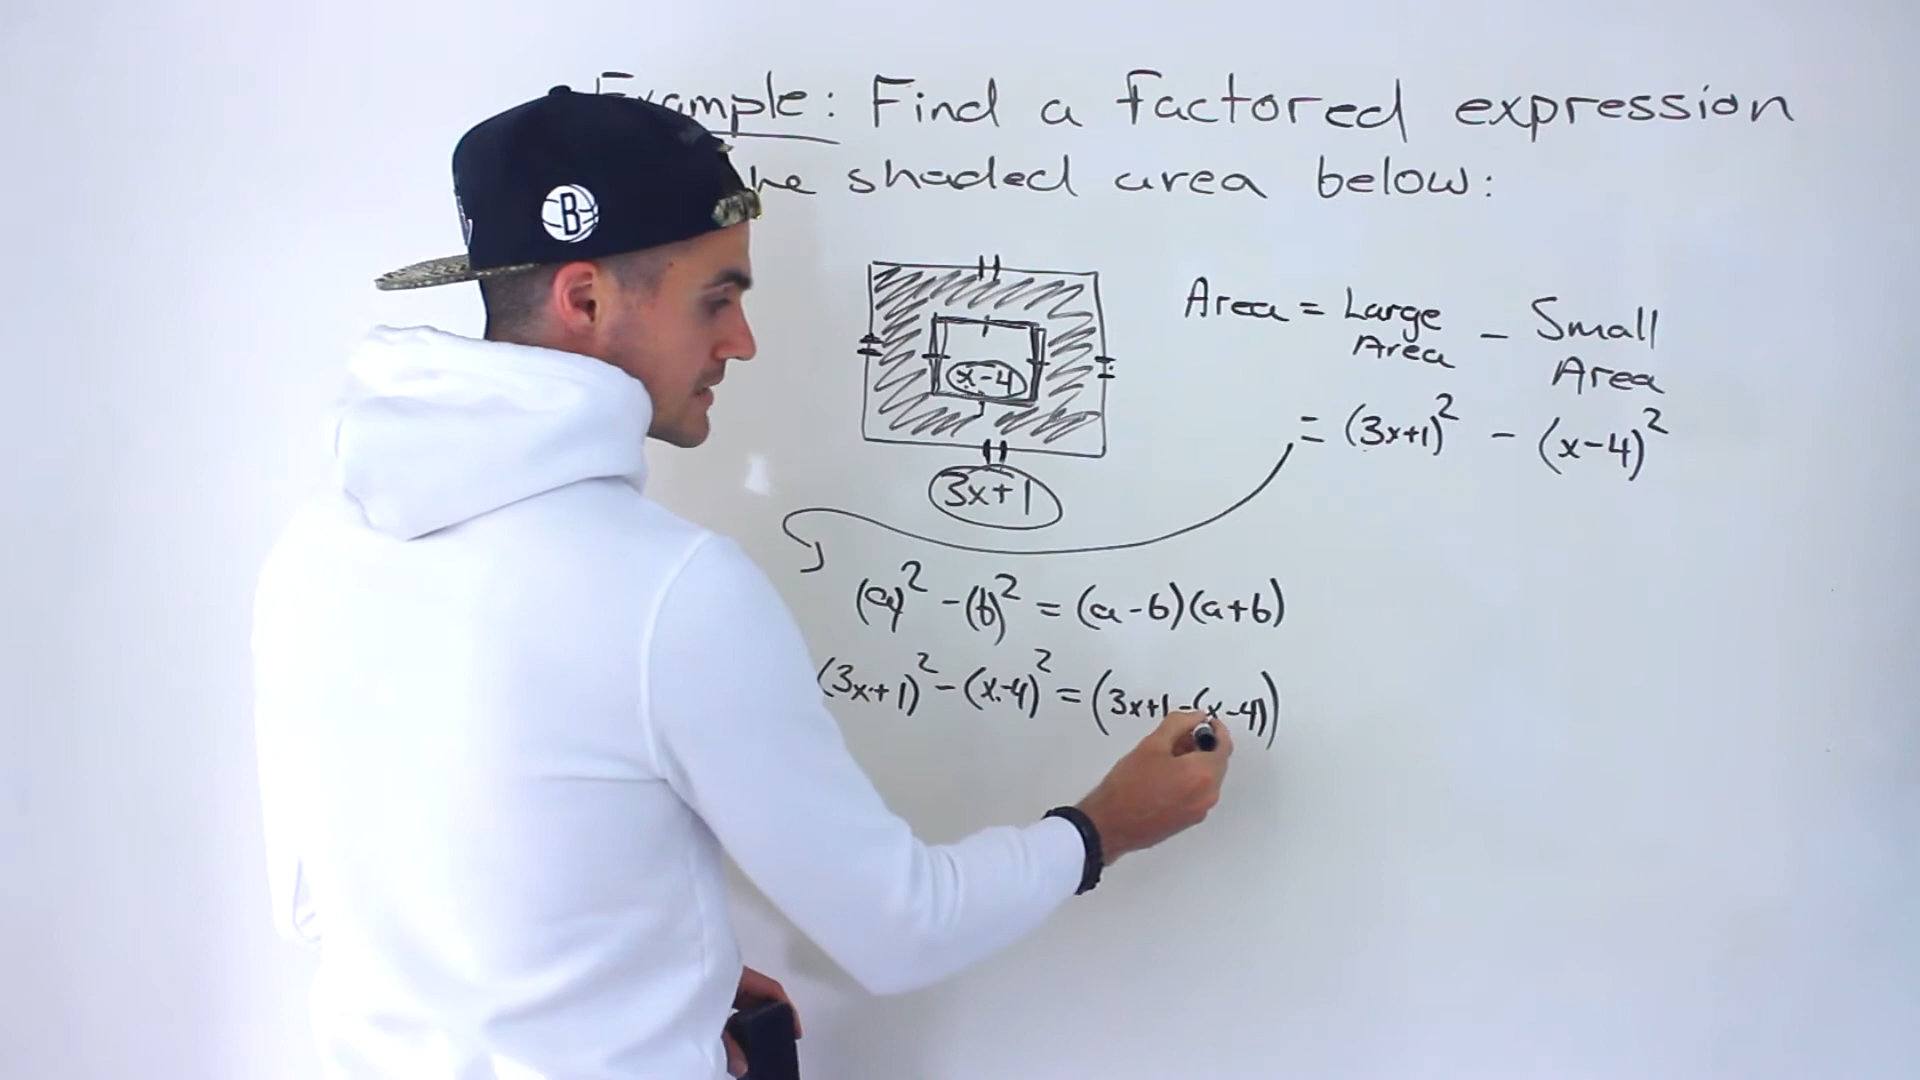 Example: Find a factored expression
he shaded area below:
x-4
3x+1
Area = Large Area - Small Area
= (3x+1)² - (x-4)²
(a)² - (b)² = (a-b)(a+b)
(3x+1)² - (x-4)² = (3x+1-(x-4))
B